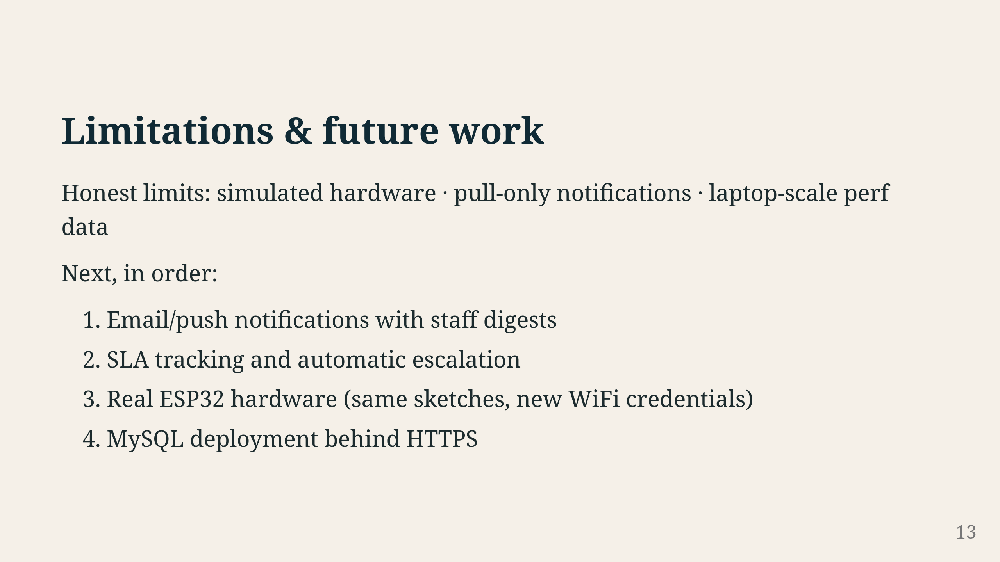 Limitations & future work
Honest limits: simulated hardware · pull-only notifications · laptop-scale perf
data
Next, in order:
1. Email/push notifications with staff digests
2. SLA tracking and automatic escalation
3. Real ESP32 hardware (same sketches, new WiFi credentials)
4. MySQL deployment behind HTTPS
13